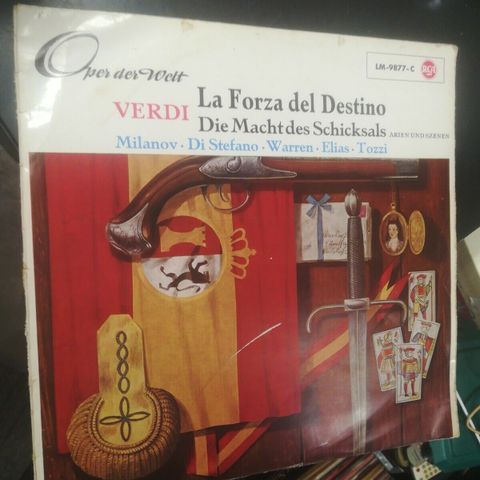 Oper der Welt
LM-9877-C RCA
VERDI La Forza del Destino
Die Macht des Schicksals ARIEN UND SZENEN
Milanov · Di Stefano · Warren · Elias · Tozzi